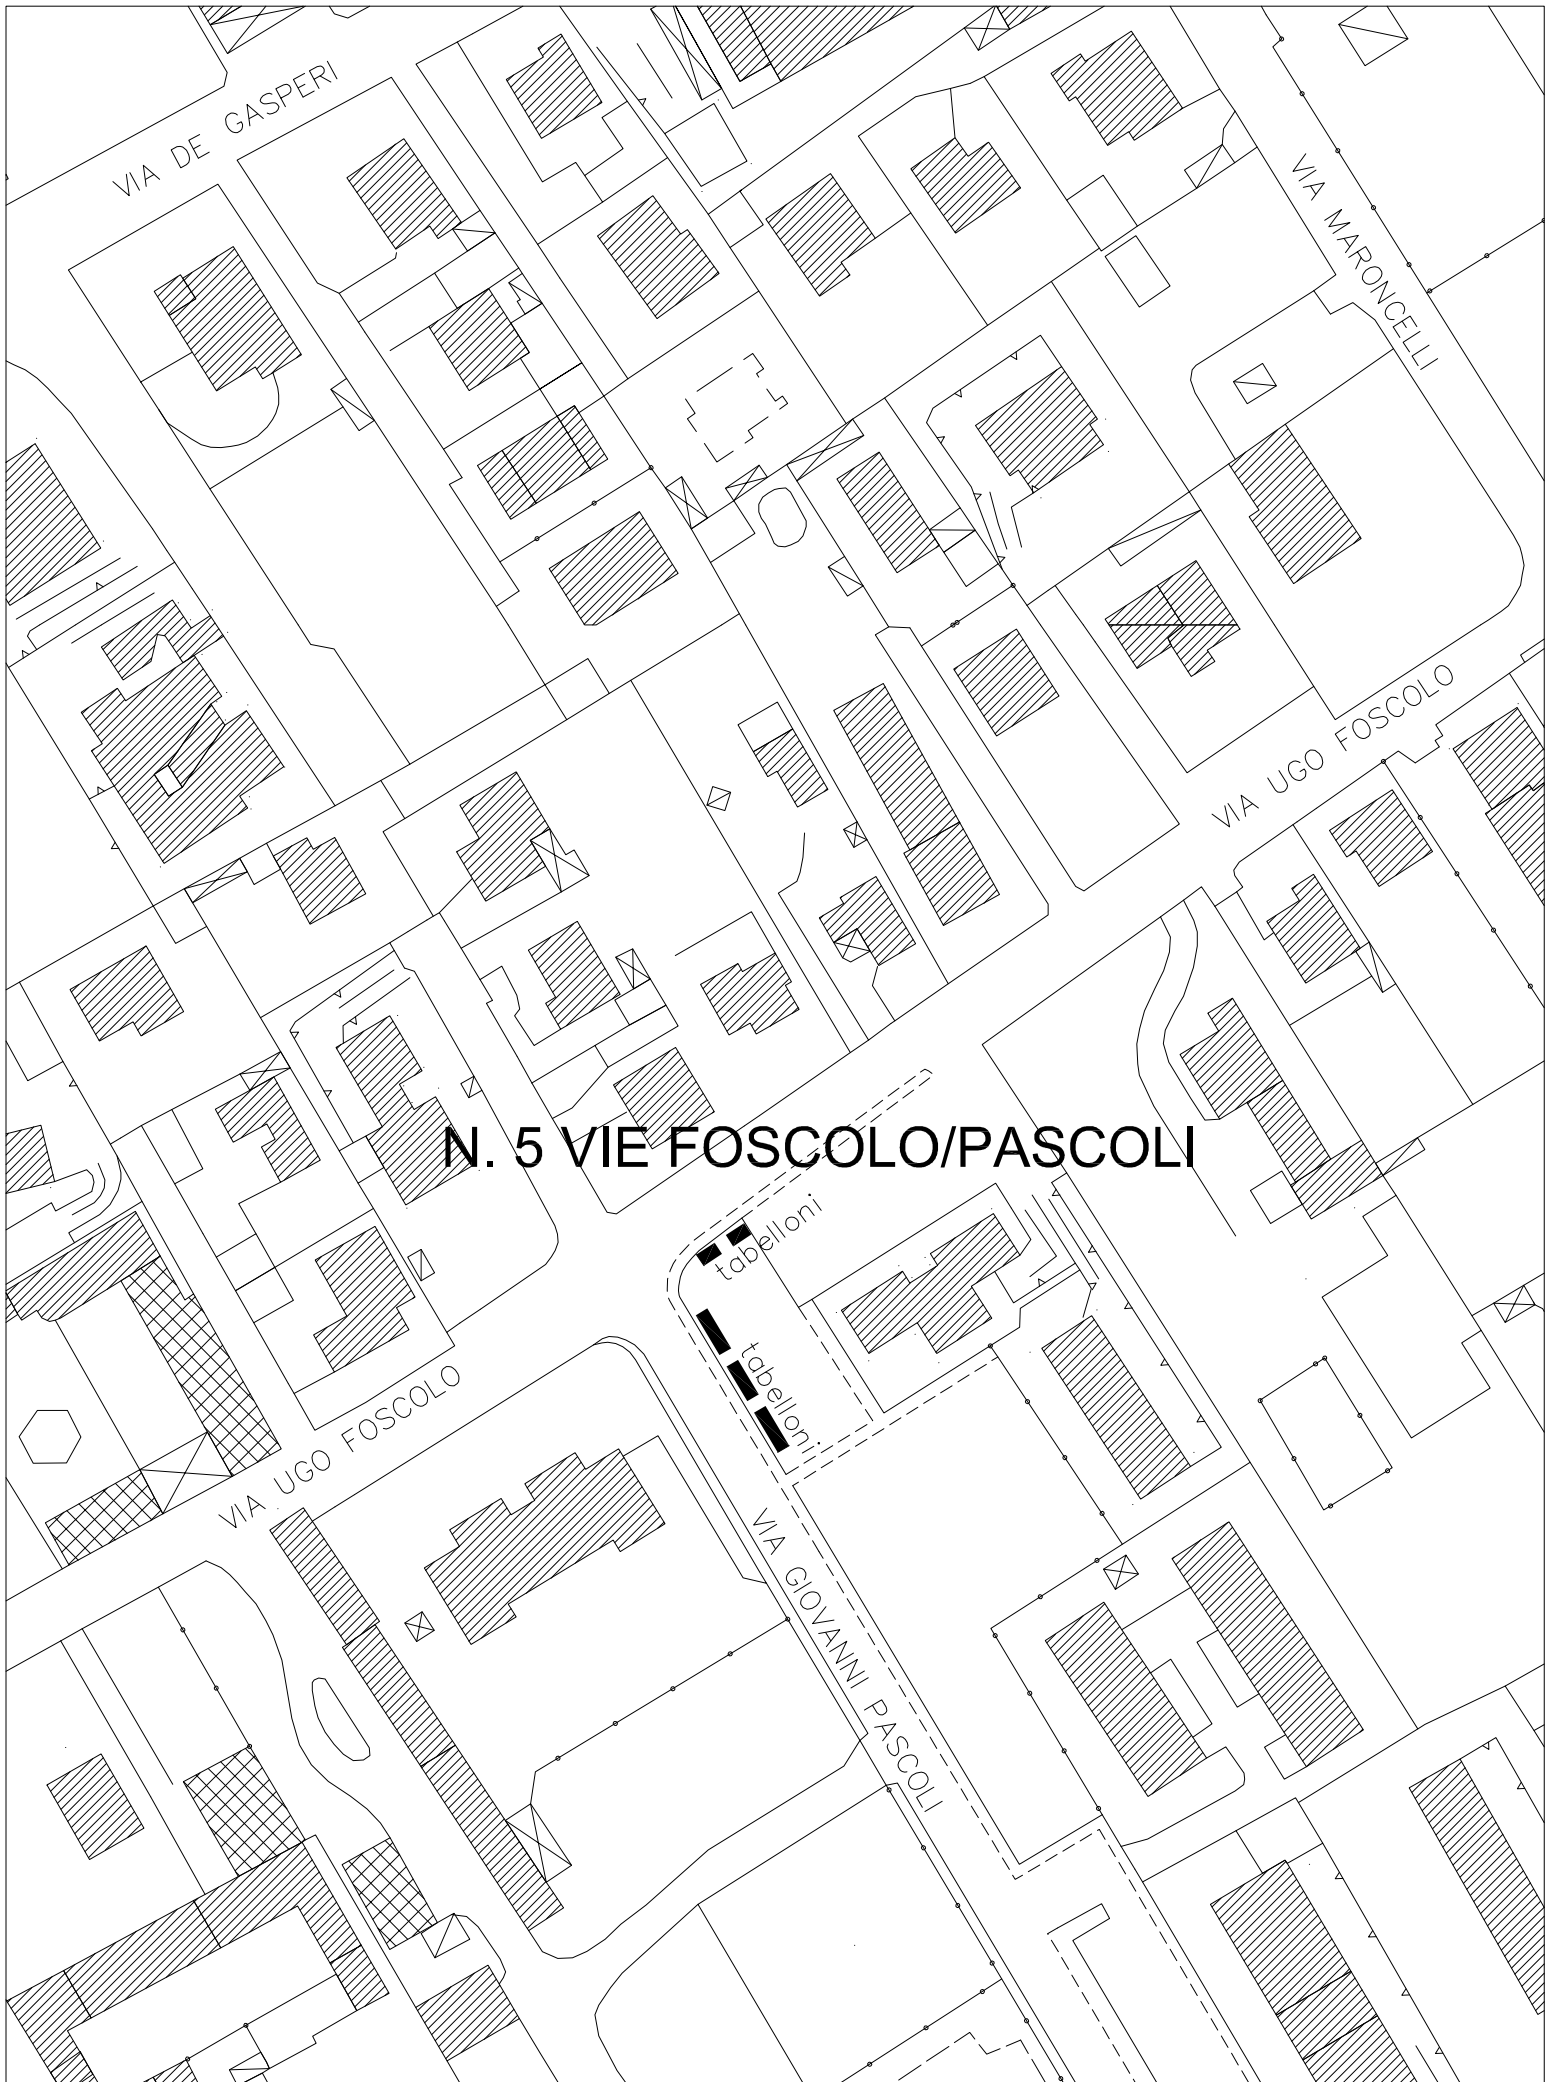 VIA DE GASPERI
VIA MARONCELLI
VIA UGO FOSCOLO
N. 5 VIE FOSCOLO/PASCOLI
tabelloni
tabelloni
VIA UGO FOSCOLO
VIA GIOVANNI PASCOLI